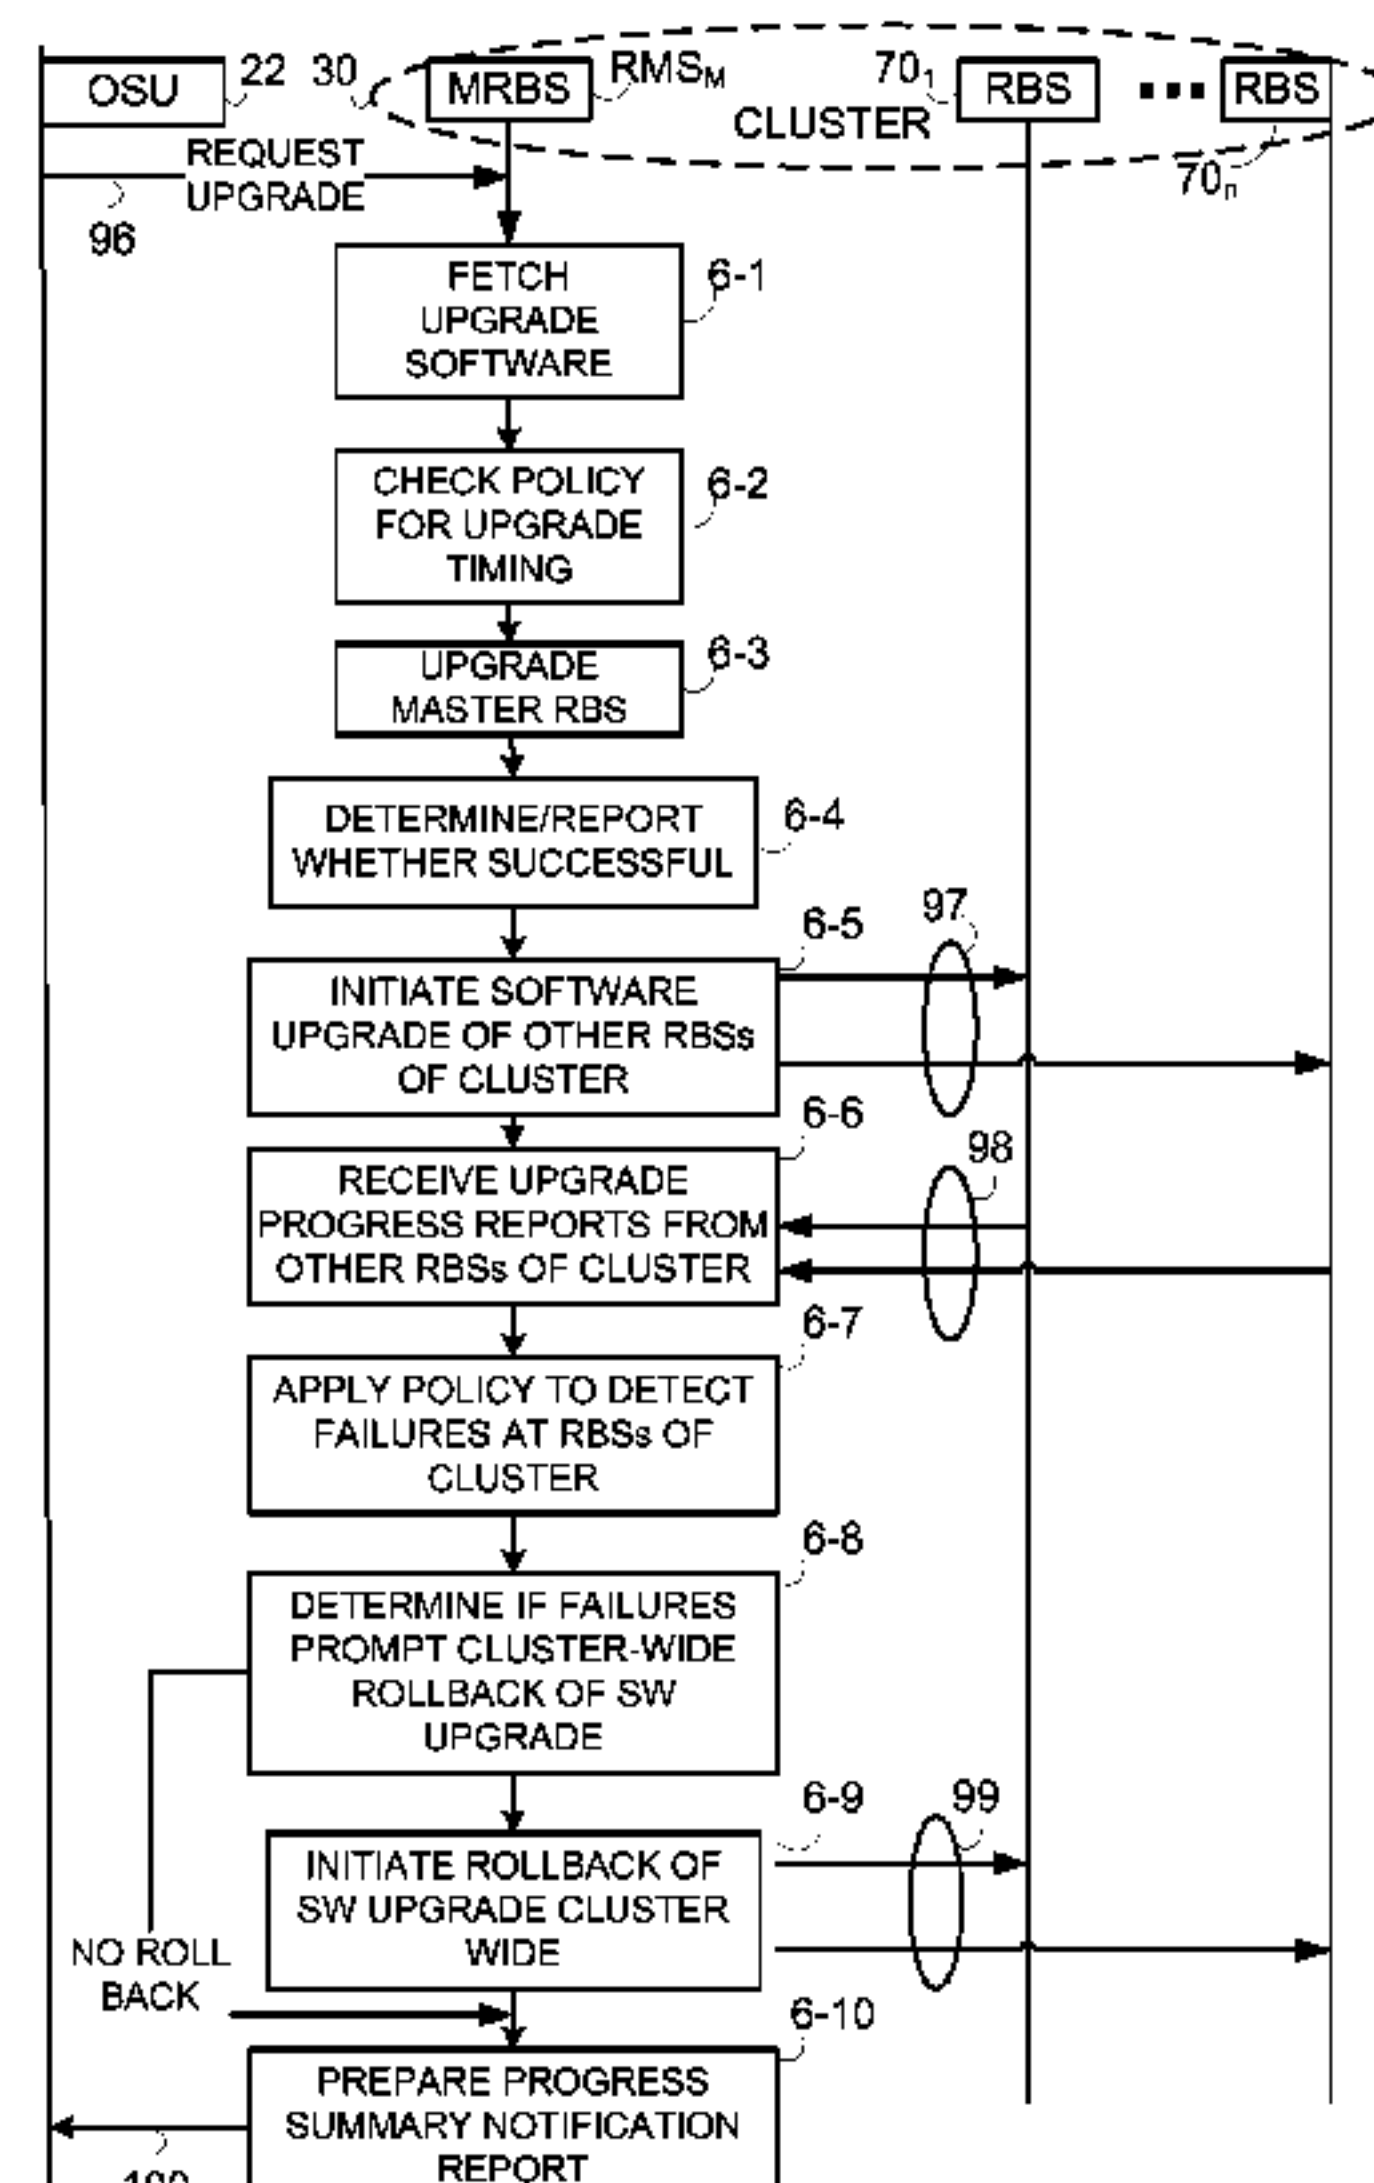 OSU
22
30
MRBS
RMSM
CLUSTER
701
RBS
RBS
70n
REQUEST
UPGRADE
96
FETCH
UPGRADE
SOFTWARE
6-1
CHECK POLICY
FOR UPGRADE
TIMING
6-2
UPGRADE
MASTER RBS
6-3
DETERMINE/REPORT
WHETHER SUCCESSFUL
6-4
INITIATE SOFTWARE
UPGRADE OF OTHER RBSs
OF CLUSTER
6-5
97
RECEIVE UPGRADE
PROGRESS REPORTS FROM
OTHER RBSs OF CLUSTER
6-6
98
APPLY POLICY TO DETECT
FAILURES AT RBSs OF
CLUSTER
6-7
DETERMINE IF FAILURES
PROMPT CLUSTER-WIDE
ROLLBACK OF SW
UPGRADE
6-8
INITIATE ROLLBACK OF
SW UPGRADE CLUSTER
WIDE
6-9
99
NO ROLL
BACK
PREPARE PROGRESS
SUMMARY NOTIFICATION
REPORT
6-10